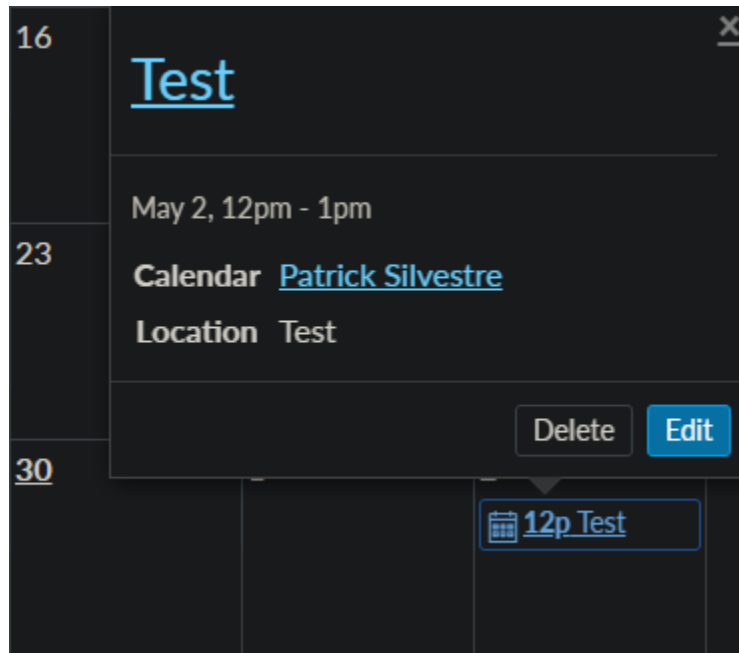 16
×
Test
May 2, 12pm - 1pm
23
Calendar Patrick Silvestre
Location Test
Delete Edit
30
12p Test